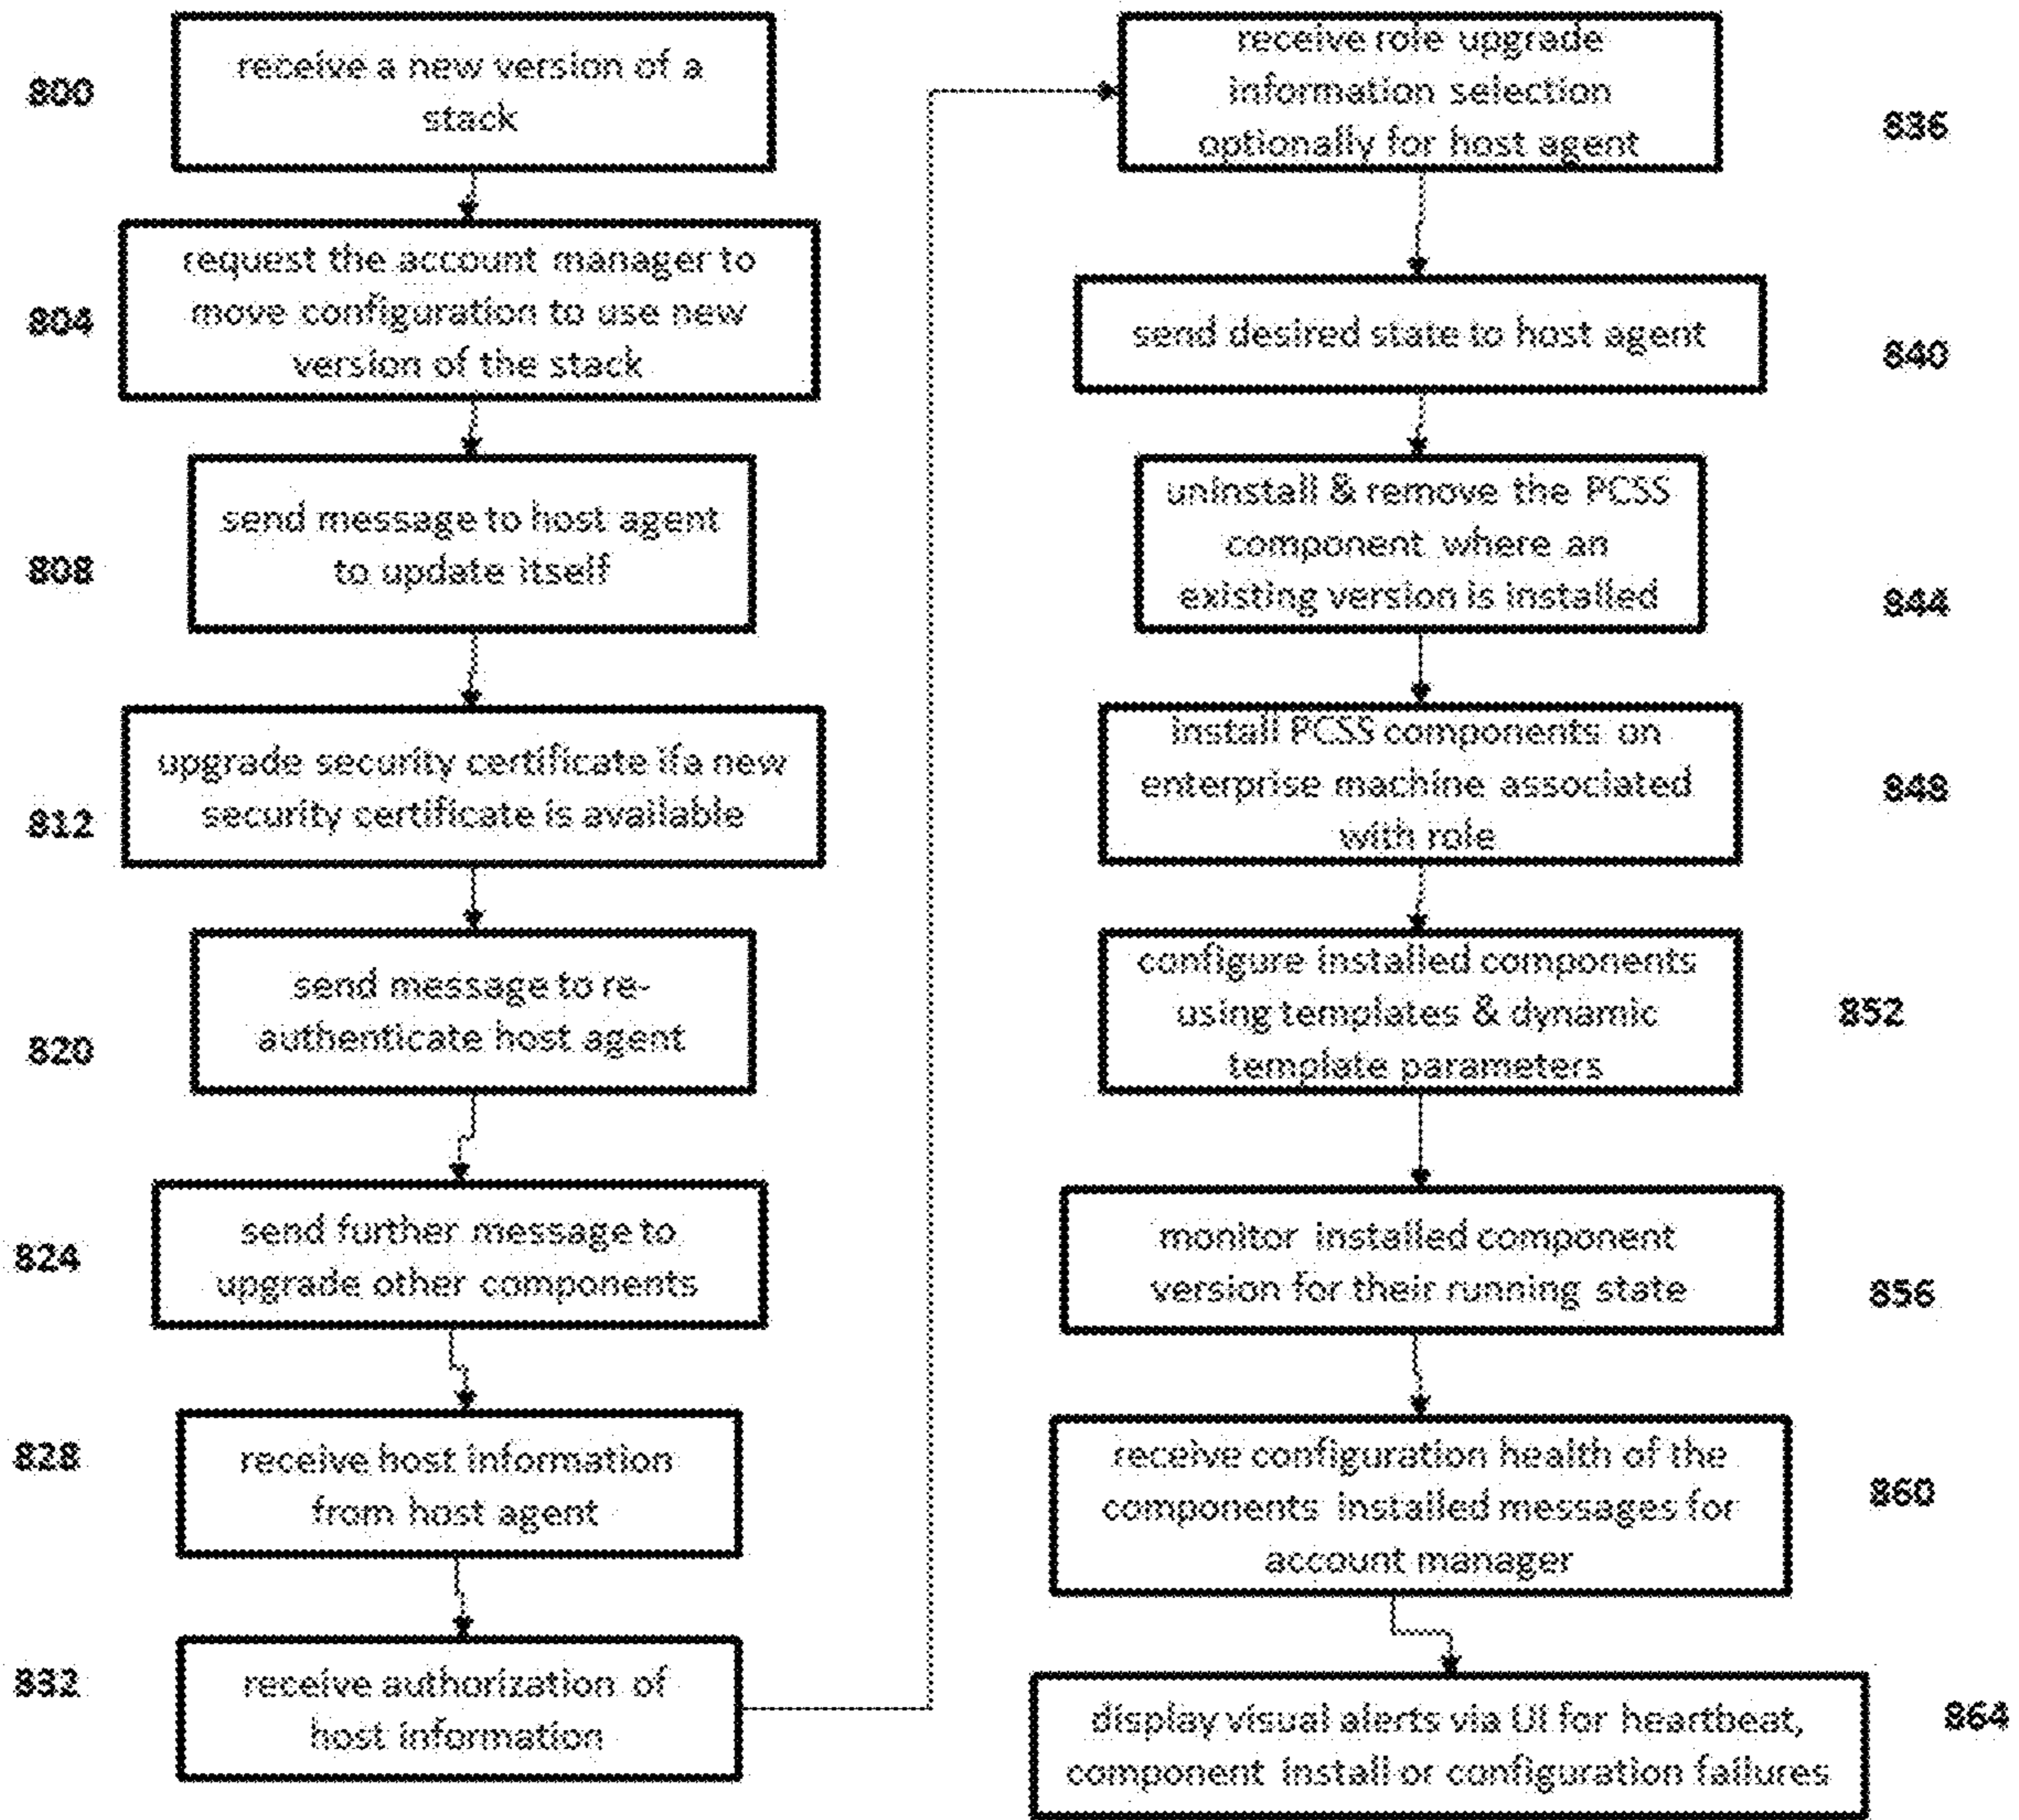 800
receive a new version of a
stack
804
request the account manager to
move configuration to use new
version of the stack
808
send message to host agent
to update itself
812
upgrade security certificate ifa new
security certificate is available
820
send message to re-
authenticate host agent
824
send further message to
upgrade other components
828
receive host information
from host agent
832
receive authorization of
host information
receive role upgrade
information selection
optionally for host agent
836
send desired state to host agent
840
uninstall & remove the PCSS
component where an
existing version is installed
844
install PCSS components on
enterprise machine associated
with role
848
configure installed components
using templates & dynamic
template parameters
852
monitor installed component
version for their running state
856
receive configuration health of the
components installed messages for
account manager
860
display visual alerts via UI for heartbeat,
component install or configuration failures
864